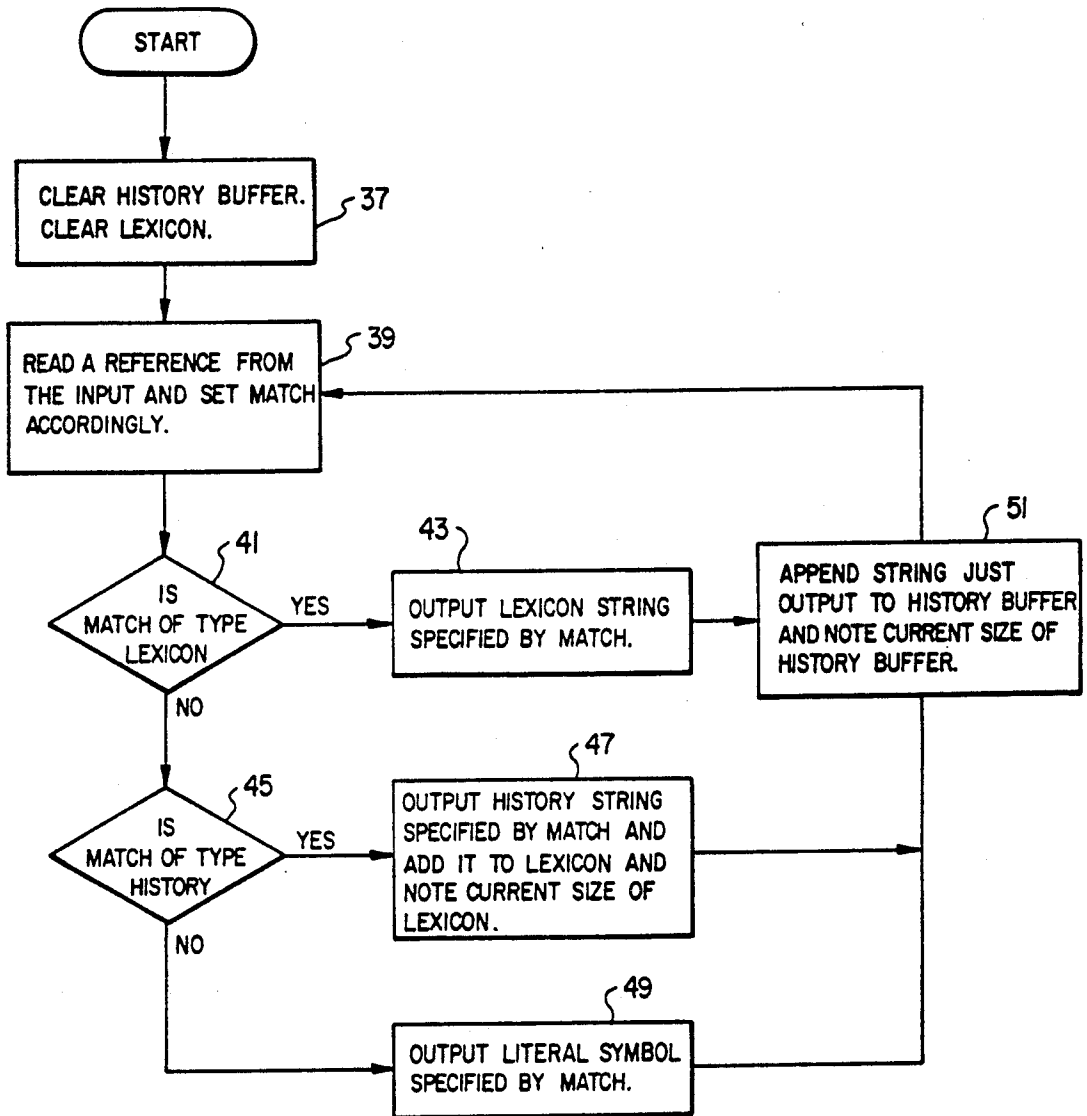 START
CLEAR HISTORY BUFFER.
CLEAR LEXICON.
37
39
READ A REFERENCE FROM
THE INPUT AND SET MATCH
ACCORDINGLY.
41
IS
MATCH OF TYPE
LEXICON
YES
NO
43
OUTPUT LEXICON STRING
SPECIFIED BY MATCH.
51
APPEND STRING JUST
OUTPUT TO HISTORY BUFFER
AND NOTE CURRENT SIZE OF
HISTORY BUFFER.
45
IS
MATCH OF TYPE
HISTORY
YES
NO
47
OUTPUT HISTORY STRING
SPECIFIED BY MATCH AND
ADD IT TO LEXICON AND
NOTE CURRENT SIZE OF
LEXICON.
49
OUTPUT LITERAL SYMBOL
SPECIFIED BY MATCH.